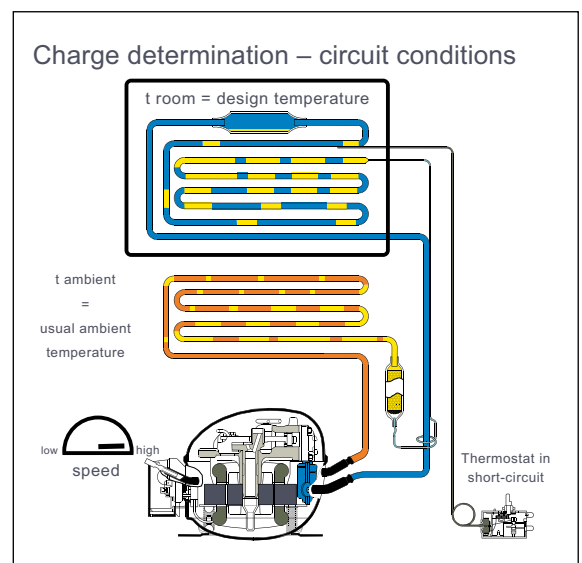 Charge determination – circuit conditions
t room = design temperature
t ambient
=
usual ambient
temperature
low
high
speed
Thermostat in
short-circuit